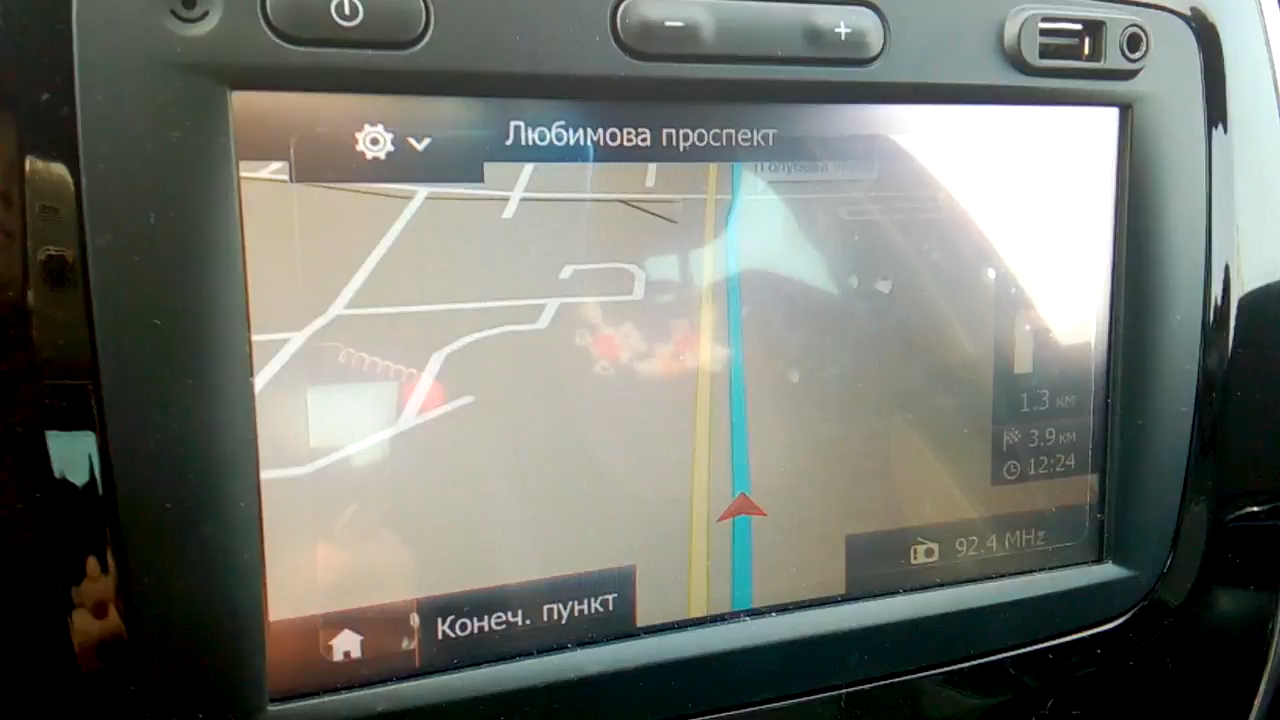 − +
Любимова проспект
1.3 км
3.9 км
12:24
92.4 MHz
Конеч. пункт